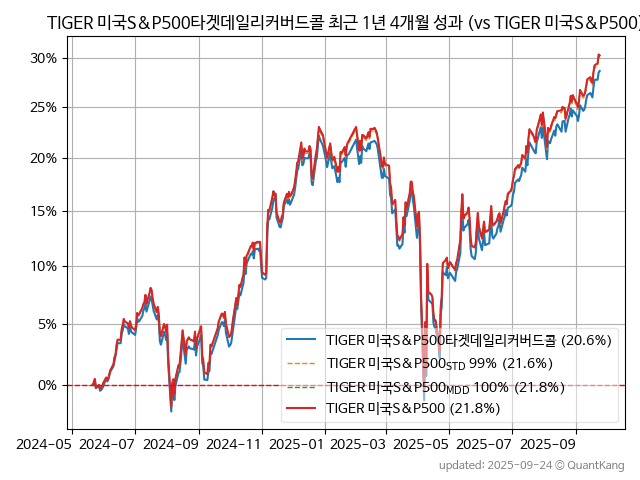 TIGER 미국S&P500타겟데일리커버드콜 최근 1년 4개월 성과 (vs TIGER 미국S&P500)
30%
25%
20%
15%
10%
5%
0%
TIGER 미국S&P500타겟데일리커버드콜 (20.6%)
TIGER 미국S&P500STD 99% (21.6%)
TIGER 미국S&P500MDD 100% (21.8%)
TIGER 미국S&P500 (21.8%)
2024-05 2024-07 2024-09 2024-11 2025-01 2025-03 2025-05 2025-07 2025-09
updated: 2025-09-24 © QuantKang